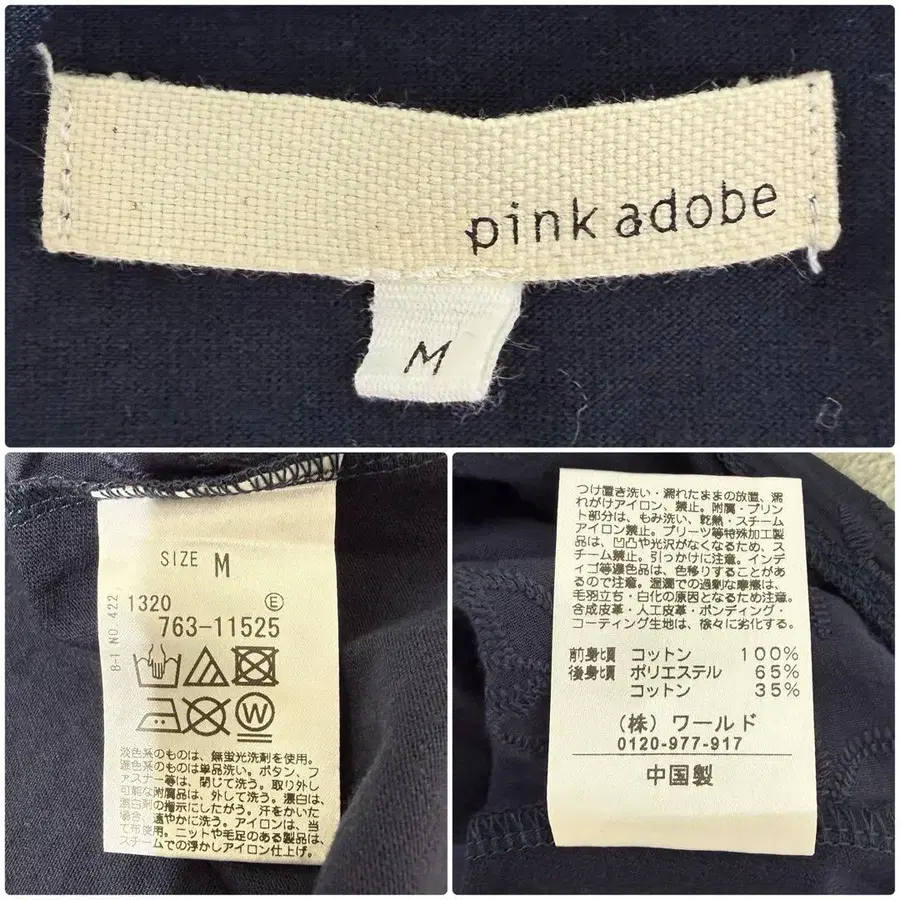 pink adobe
M
SIZE M
B-I NO. 422
1320 E
763-11525
W
淡色系のものは、無蛍光洗剤を使用。
濃色系のものは単品洗い。ボタン、フ
ァスナー等は、閉じて洗う。取り外し
可能な附属品は、外して洗う。漂白は、
漂白剤の指示にしたがう。汗をかいた
場合、速やかに洗う。アイロンは、当
て布使用。ニットや毛足のある製品は、
スチームでの浮かしアイロン仕上げ。
つけ置き洗い・濡れたままの放置、濡
れがけアイロン、禁止。附属・プリン
ト部分は、もみ洗い、乾熱・スチーム
アイロン禁止。プリーツ等特殊加工製
品は、凹凸や光沢がなくなるため、ス
チーム禁止。引っかけに注意。インデ
ィゴ等濃色品は、色移りすることがあ
るので注意。湿潤での過剰な摩擦は、
毛羽立ち・白化の原因となるため注意。
合成皮革・人工皮革・ボンディング・
コーティング生地は、徐々に劣化する。
前身頃 コットン 100%
後身頃 ポリエステル 65%
コットン 35%
(株) ワールド
0120-977-917
中国製